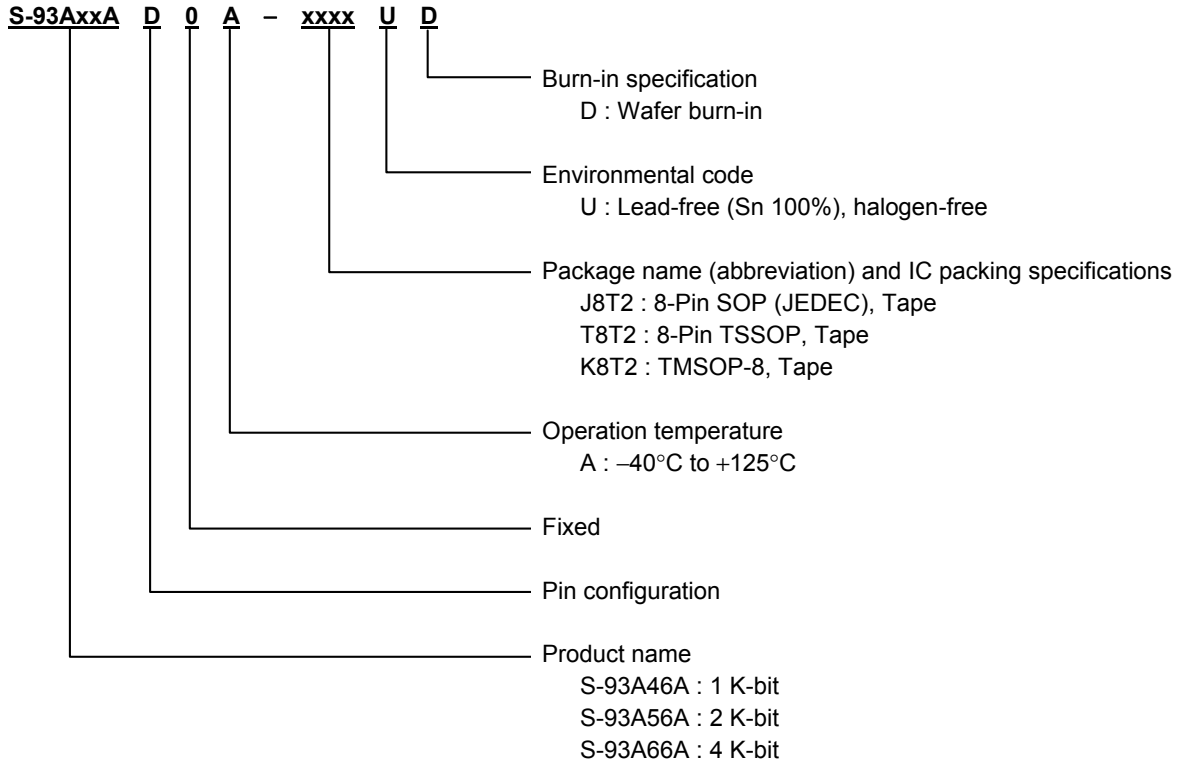 S-93AxxA D 0 A – xxxx U D
Burn-in specification
D : Wafer burn-in
Environmental code
U : Lead-free (Sn 100%), halogen-free
Package name (abbreviation) and IC packing specifications
J8T2 : 8-Pin SOP (JEDEC), Tape
T8T2 : 8-Pin TSSOP, Tape
K8T2 : TMSOP-8, Tape
Operation temperature
A : −40°C to +125°C
Fixed
Pin configuration
Product name
S-93A46A : 1 K-bit
S-93A56A : 2 K-bit
S-93A66A : 4 K-bit